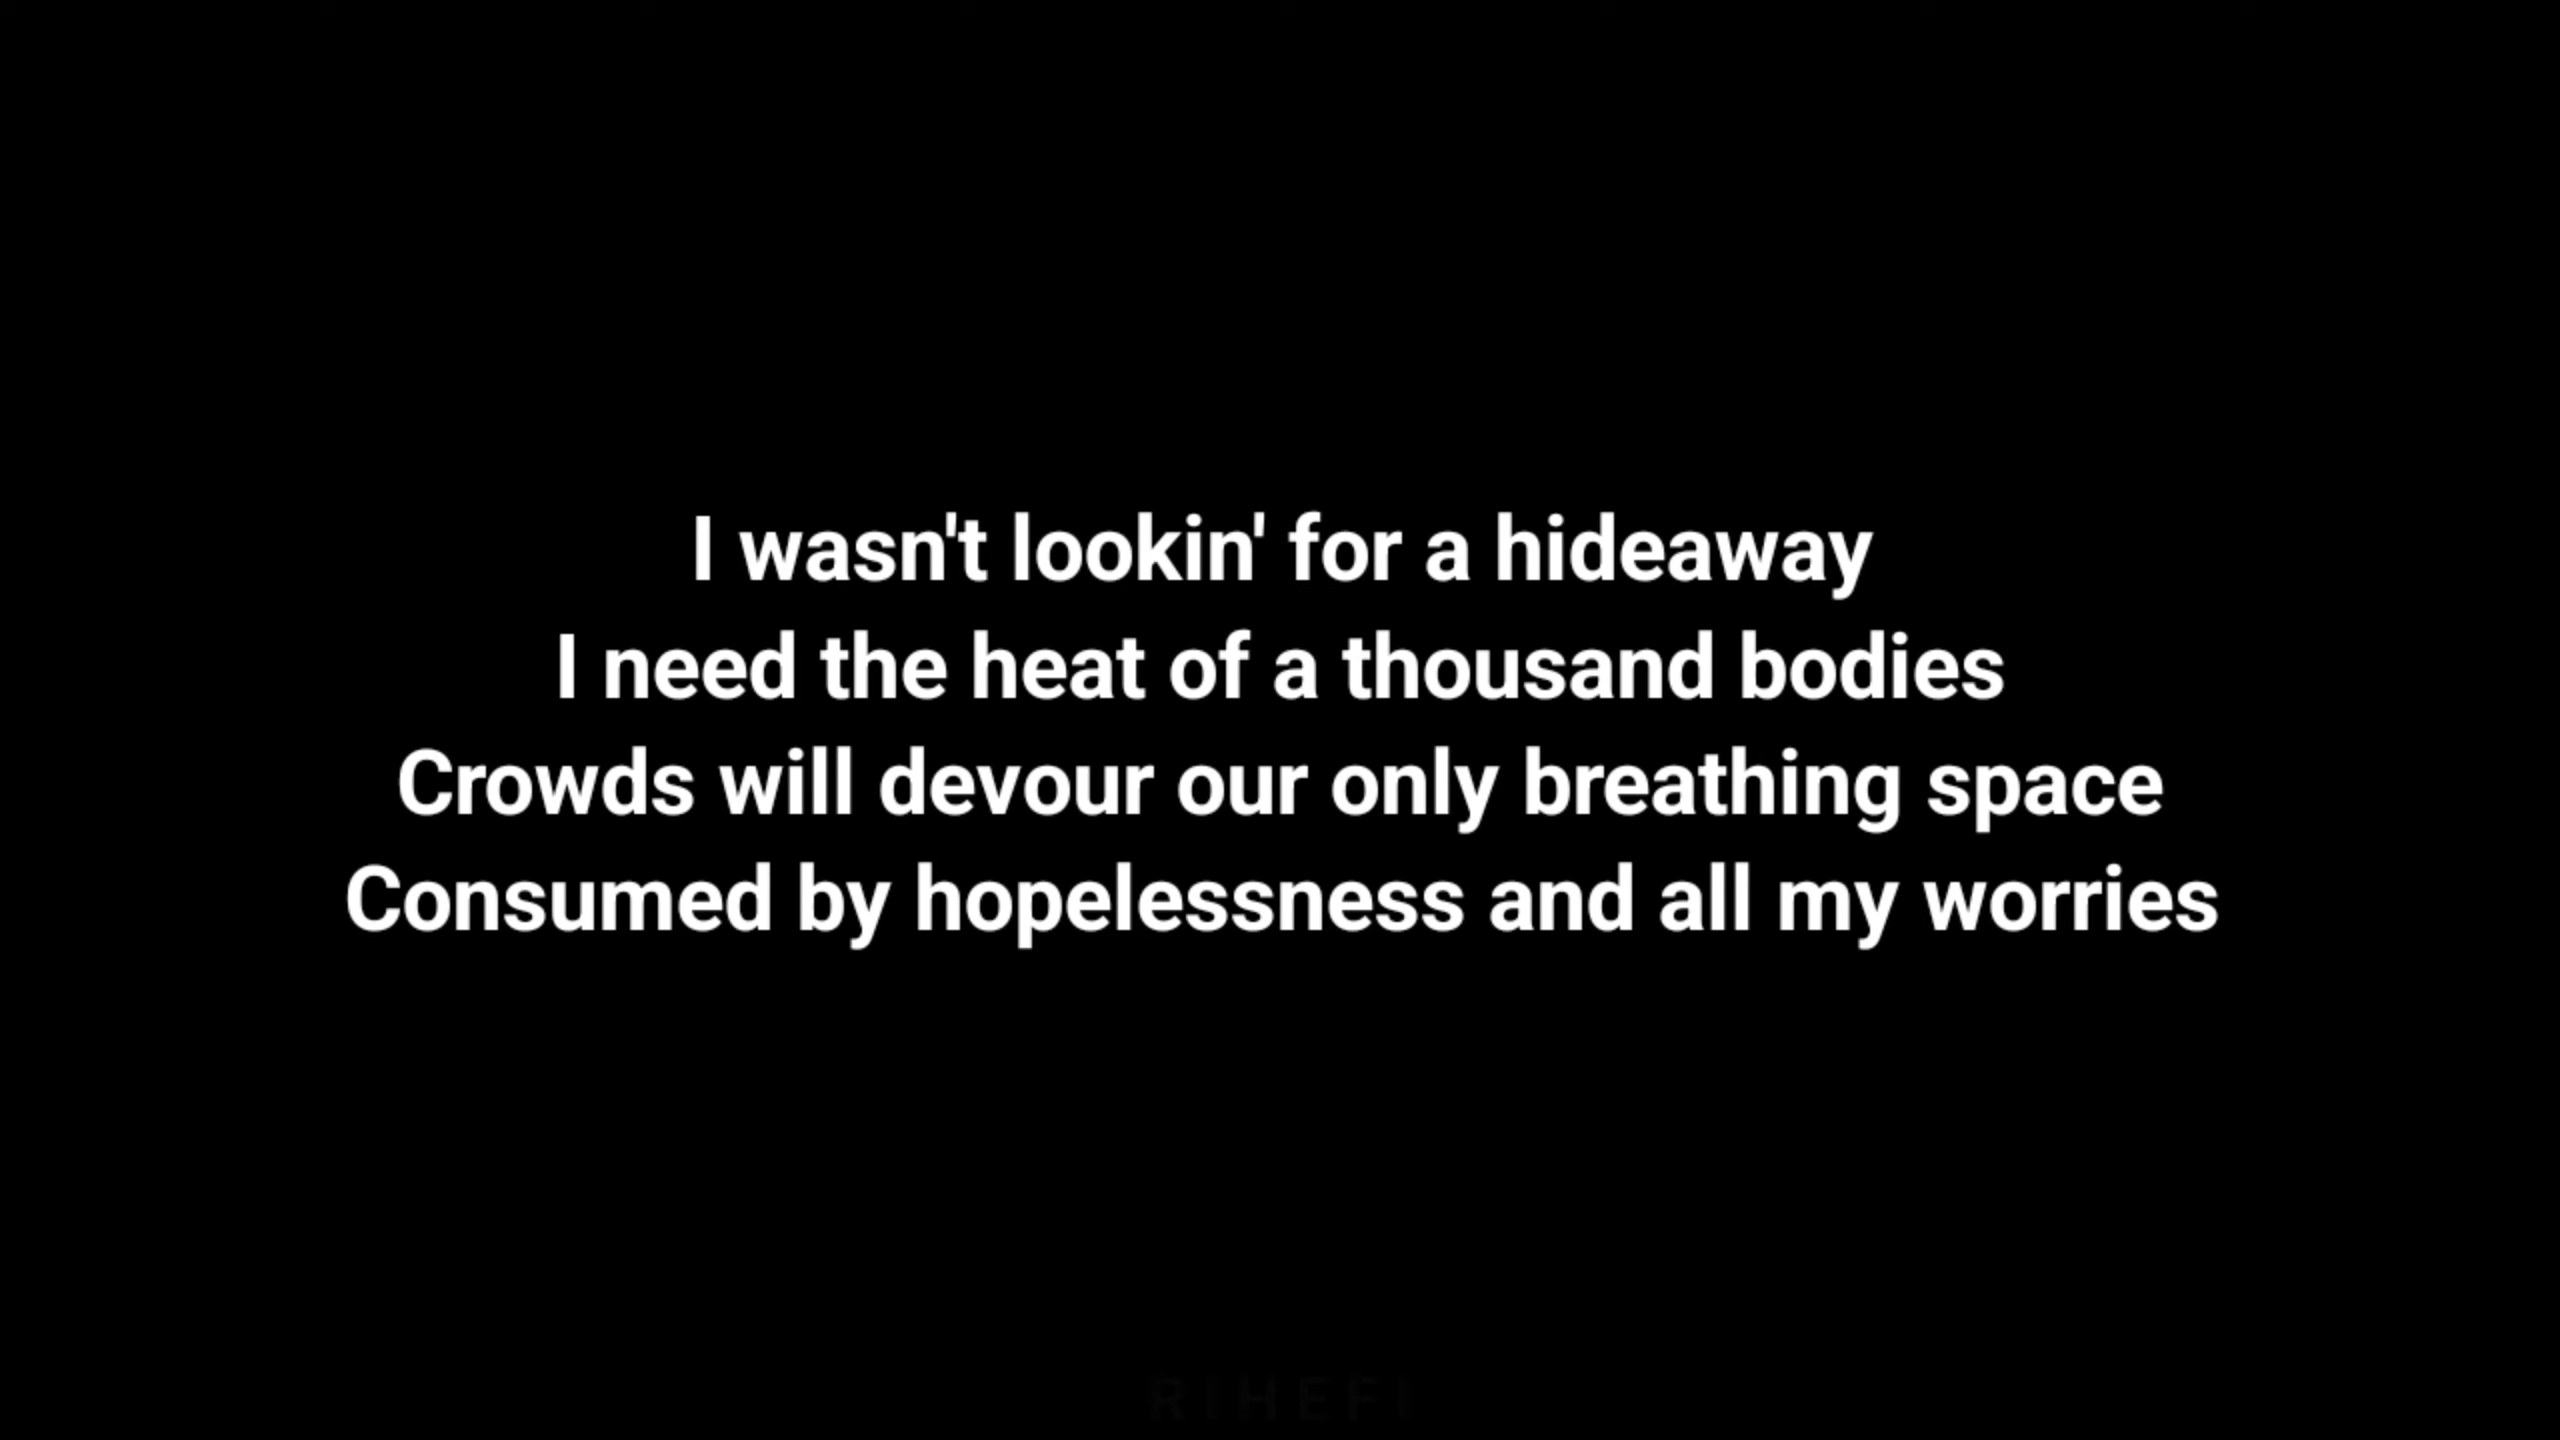 I wasn't lookin' for a hideaway
I need the heat of a thousand bodies
Crowds will devour our only breathing space
Consumed by hopelessness and all my worries
RIHEFI